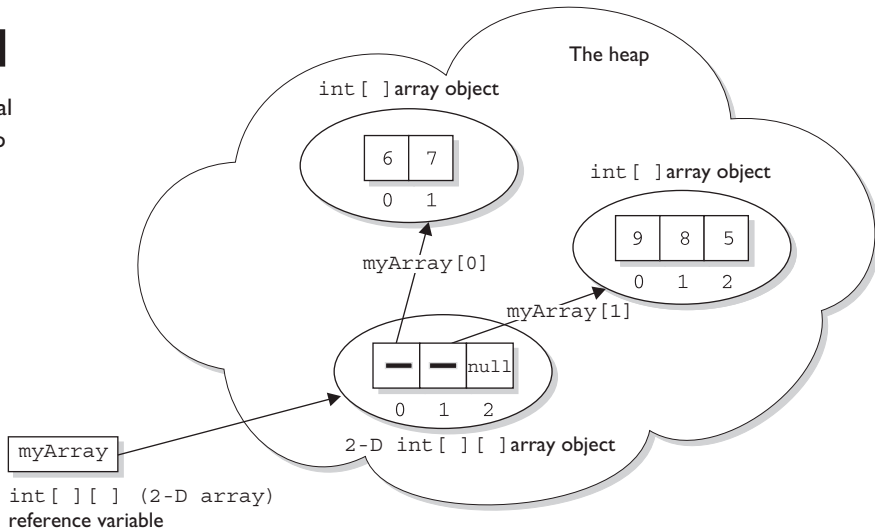 al
The heap
int[ ] array object
6 7
0 1
int[ ] array object
9 8 5
0 1 2
myArray[0]
myArray[1]
null
0 1 2
2-D int[ ][ ] array object
myArray
int[ ][ ] (2-D array)
reference variable